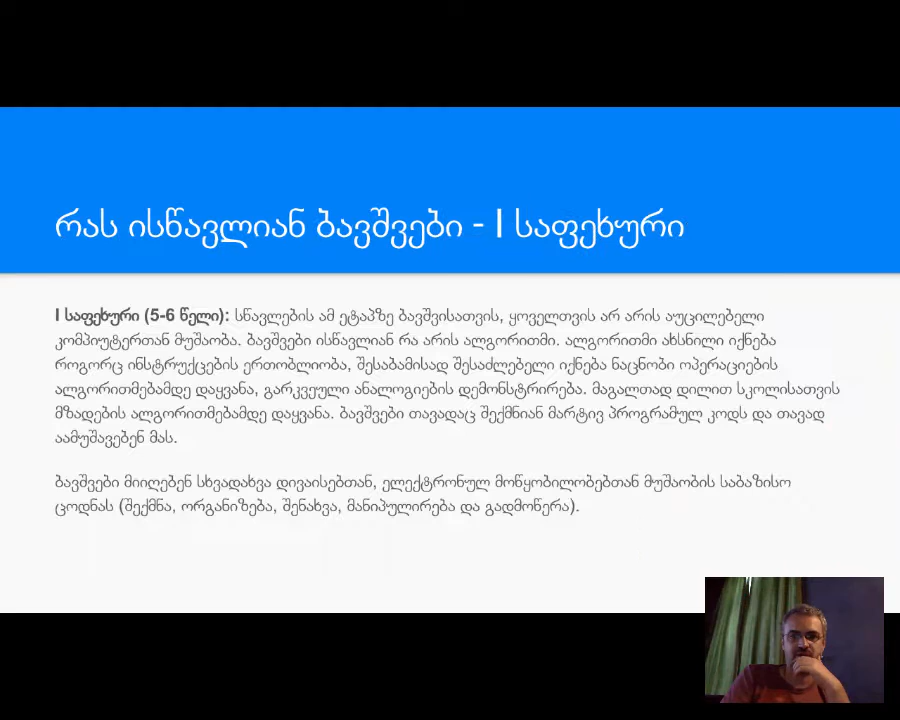 რას ისწავლიან ბავშვები - I საფეხური
I საფეხური (5-6 წელი): სწავლების ამ ეტაპზე ბავშვისათვის, ყოველთვის არ არის აუცილებელი
კომპიუტერთან მუშაობა. ბავშვები ისწავლიან რა არის ალგორითმი. ალგორითმი ახსნილი იქნება
როგორც ინსტრუქცების ერთობლიობა, შესაბამისად შესაძლებელი იქნება ნაცნობი ოპერაციების
ალგორითმებამდე დაყვანა, გარკვეული ანალოგიების დემონსტრირება. მაგალთად დილით სკოლისათვის
მზადების ალგორითმებამდე დაყვანა. ბავშვები თავადაც შექმნიან მარტივ პროგრამულ კოდს და თავად
აამუშავებენ მას.
ბავშვები მიიღებენ სხვადახვა დივაისებთან, ელექტრონულ მოწყობილობებთან მუშაობის საბაზისო
ცოდნას (შექმნა, ორგანიზება, შენახვა, მანიპულირება და გადმოწერა).